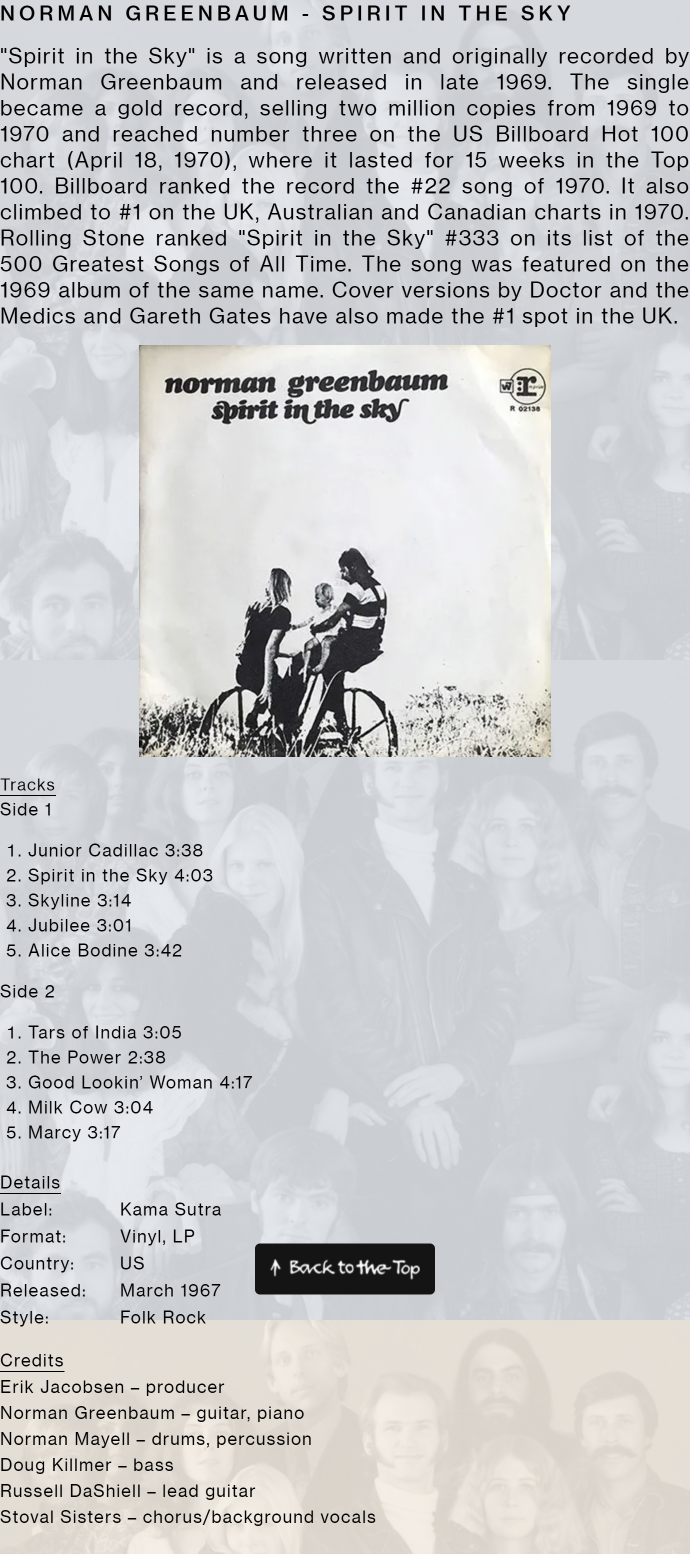 NORMAN GREENBAUM - SPIRIT IN THE SKY
"Spirit in the Sky" is a song written and originally recorded by
Norman Greenbaum and released in late 1969. The single
became a gold record, selling two million copies from 1969 to
1970 and reached number three on the US Billboard Hot 100
chart (April 18, 1970), where it lasted for 15 weeks in the Top
100. Billboard ranked the record the #22 song of 1970. It also
climbed to #1 on the UK, Australian and Canadian charts in 1970.
Rolling Stone ranked "Spirit in the Sky" #333 on its list of the
500 Greatest Songs of All Time. The song was featured on the
1969 album of the same name. Cover versions by Doctor and the
Medics and Gareth Gates have also made the #1 spot in the UK.
norman greenbaum
spirit in the sky
W r
R 02138
Tracks
Side 1
1. Junior Cadillac 3:38
2. Spirit in the Sky 4:03
3. Skyline 3:14
4. Jubilee 3:01
5. Alice Bodine 3:42
Side 2
1. Tars of India 3:05
2. The Power 2:38
3. Good Lookin’ Woman 4:17
4. Milk Cow 3:04
5. Marcy 3:17
Details
Label: Kama Sutra
Format: Vinyl, LP
Country: US
Released: March 1967
Style: Folk Rock
↑ Back to the Top
Credits
Erik Jacobsen – producer
Norman Greenbaum – guitar, piano
Norman Mayell – drums, percussion
Doug Killmer – bass
Russell DaShiell – lead guitar
Stoval Sisters – chorus/background vocals